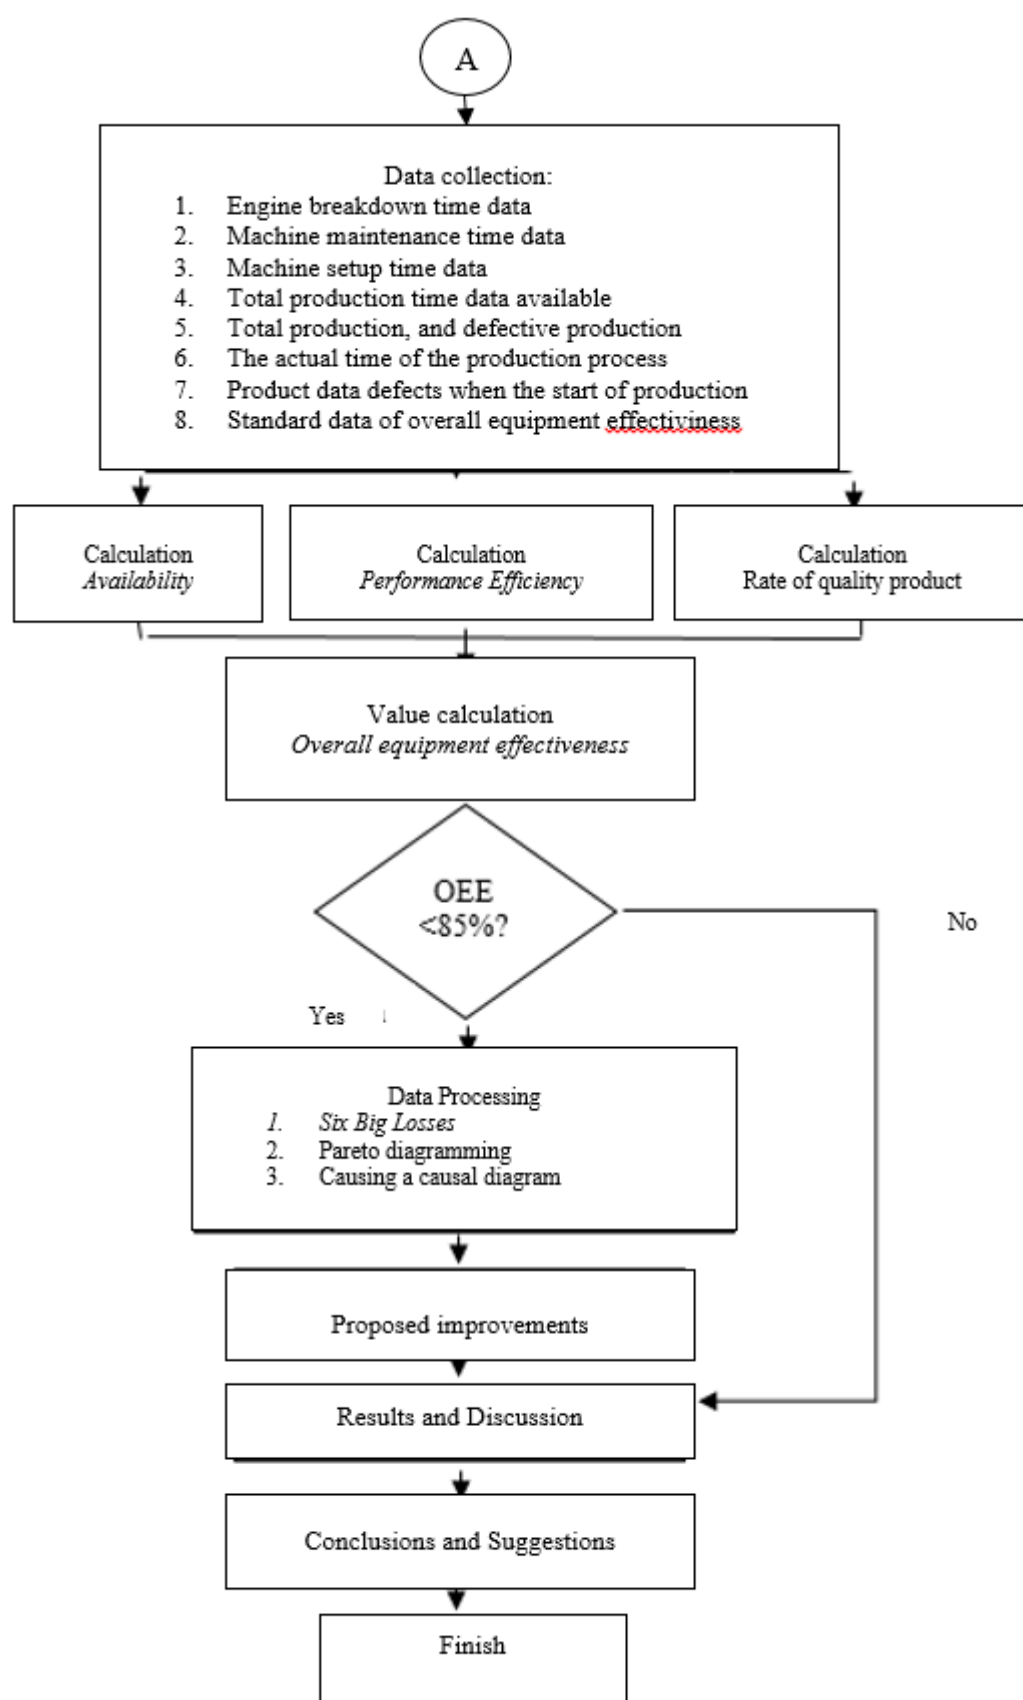 A
Data collection:
1. Engine breakdown time data
2. Machine maintenance time data
3. Machine setup time data
4. Total production time data available
5. Total production, and defective production
6. The actual time of the production process
7. Product data defects when the start of production
8. Standard data of overall equipment effectiviness
Calculation
Availability
Calculation
Performance Efficiency
Calculation
Rate of quality product
Value calculation
Overall equipment effectiveness
OEE
<85%?
No
Yes
Data Processing
1. Six Big Losses
2. Pareto diagramming
3. Causing a causal diagram
Proposed improvements
Results and Discussion
Conclusions and Suggestions
Finish